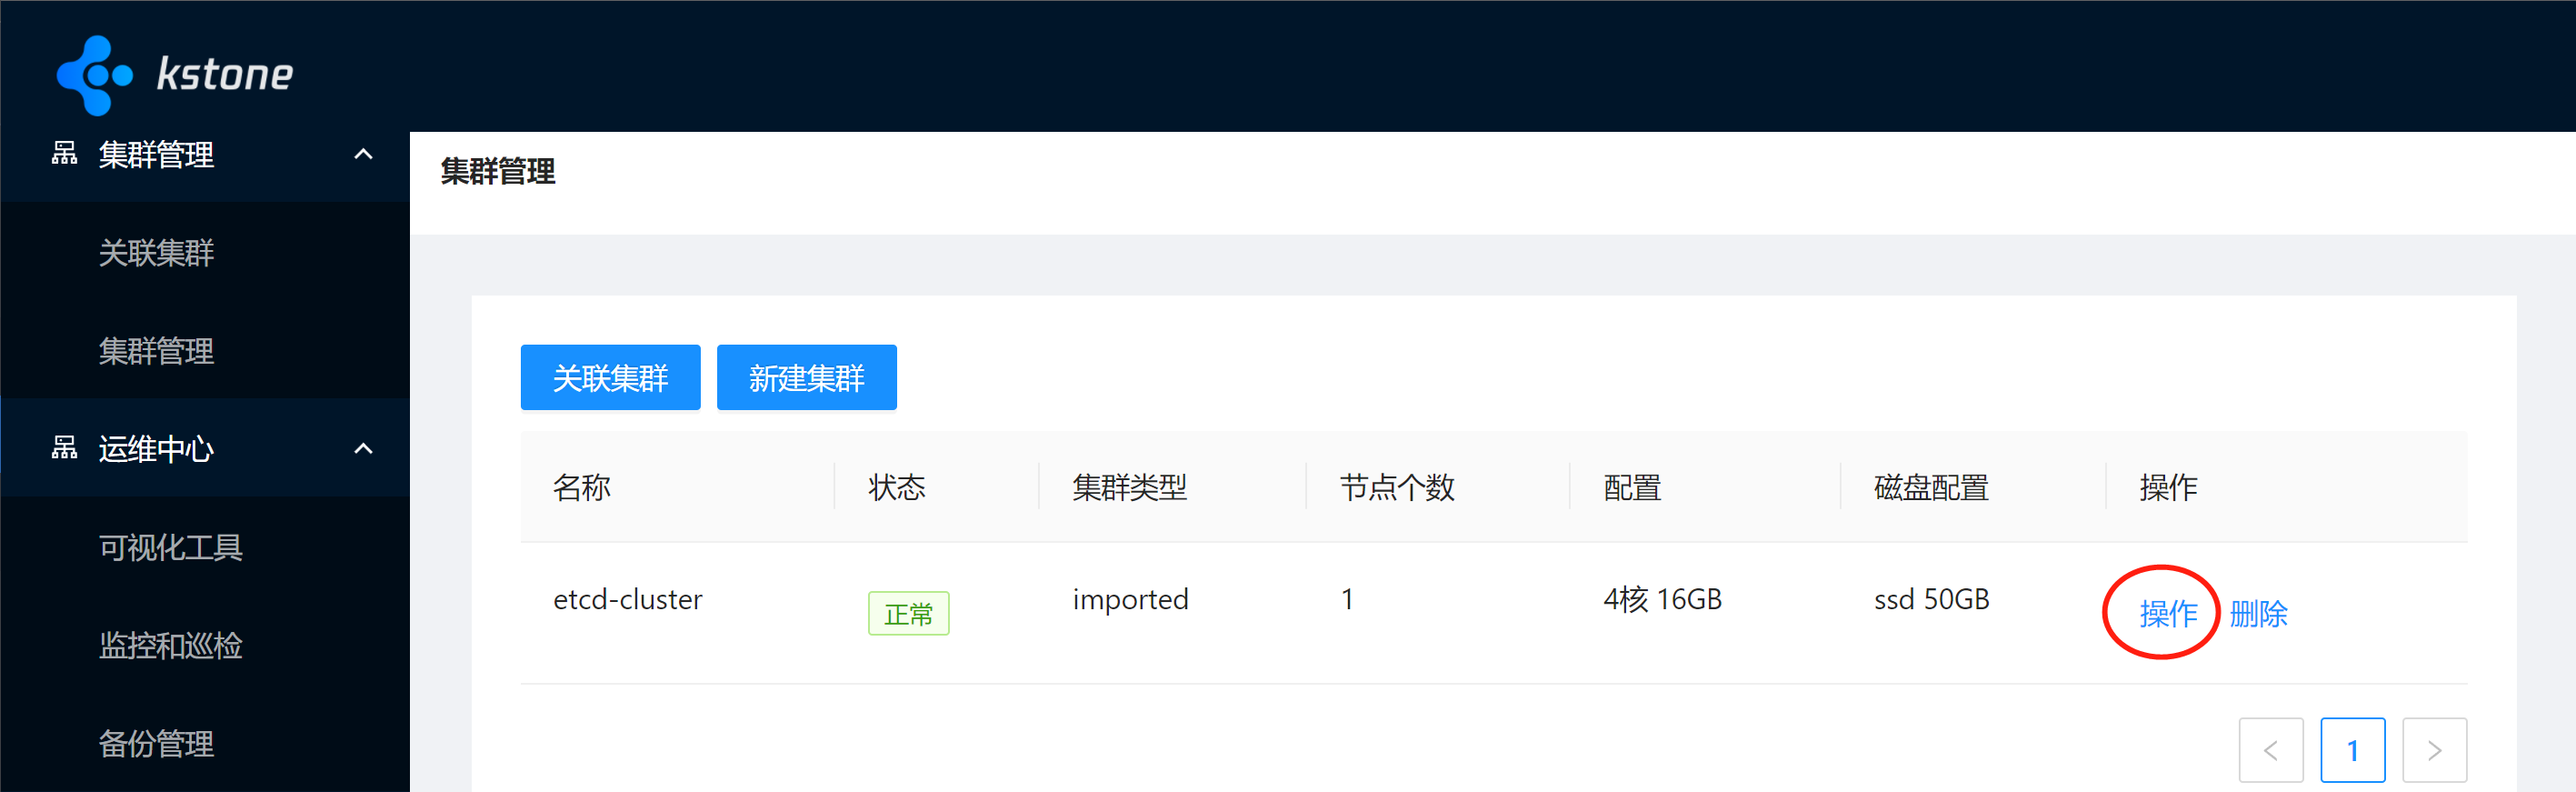 kstone
集群管理
关联集群
集群管理
运维中心
可视化工具
监控和巡检
备份管理
集群管理
关联集群 新建集群
名称 状态 集群类型 节点个数 配置 磁盘配置 操作
etcd-cluster 正常 imported 1 4核 16GB ssd 50GB 操作 删除
< 1 >